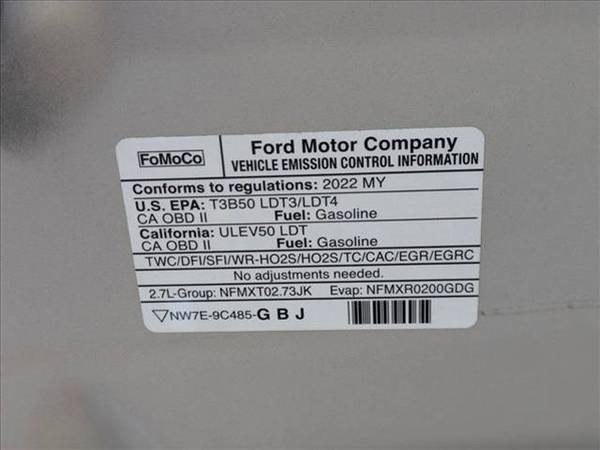 FoMoCo
Ford Motor Company
VEHICLE EMISSION CONTROL INFORMATION
Conforms to regulations: 2022 MY
U.S. EPA: T3B50 LDT3/LDT4
CA OBD II Fuel: Gasoline
California: ULEV50 LDT
CA OBD II Fuel: Gasoline
TWC/DFI/SFI/WR-HO2S/HO2S/TC/CAC/EGR/EGRC
No adjustments needed.
2.7L-Group: NFMXT02.73JK Evap: NFMXR0200GDG
NW7E-9C485-G B J